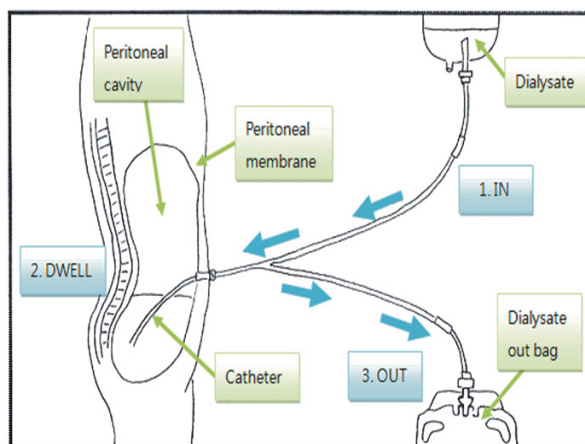 Peritoneal
cavity
Dialysate
Peritoneal
membrane
1. IN
2. DWELL
Dialysate
out bag
Catheter
3. OUT